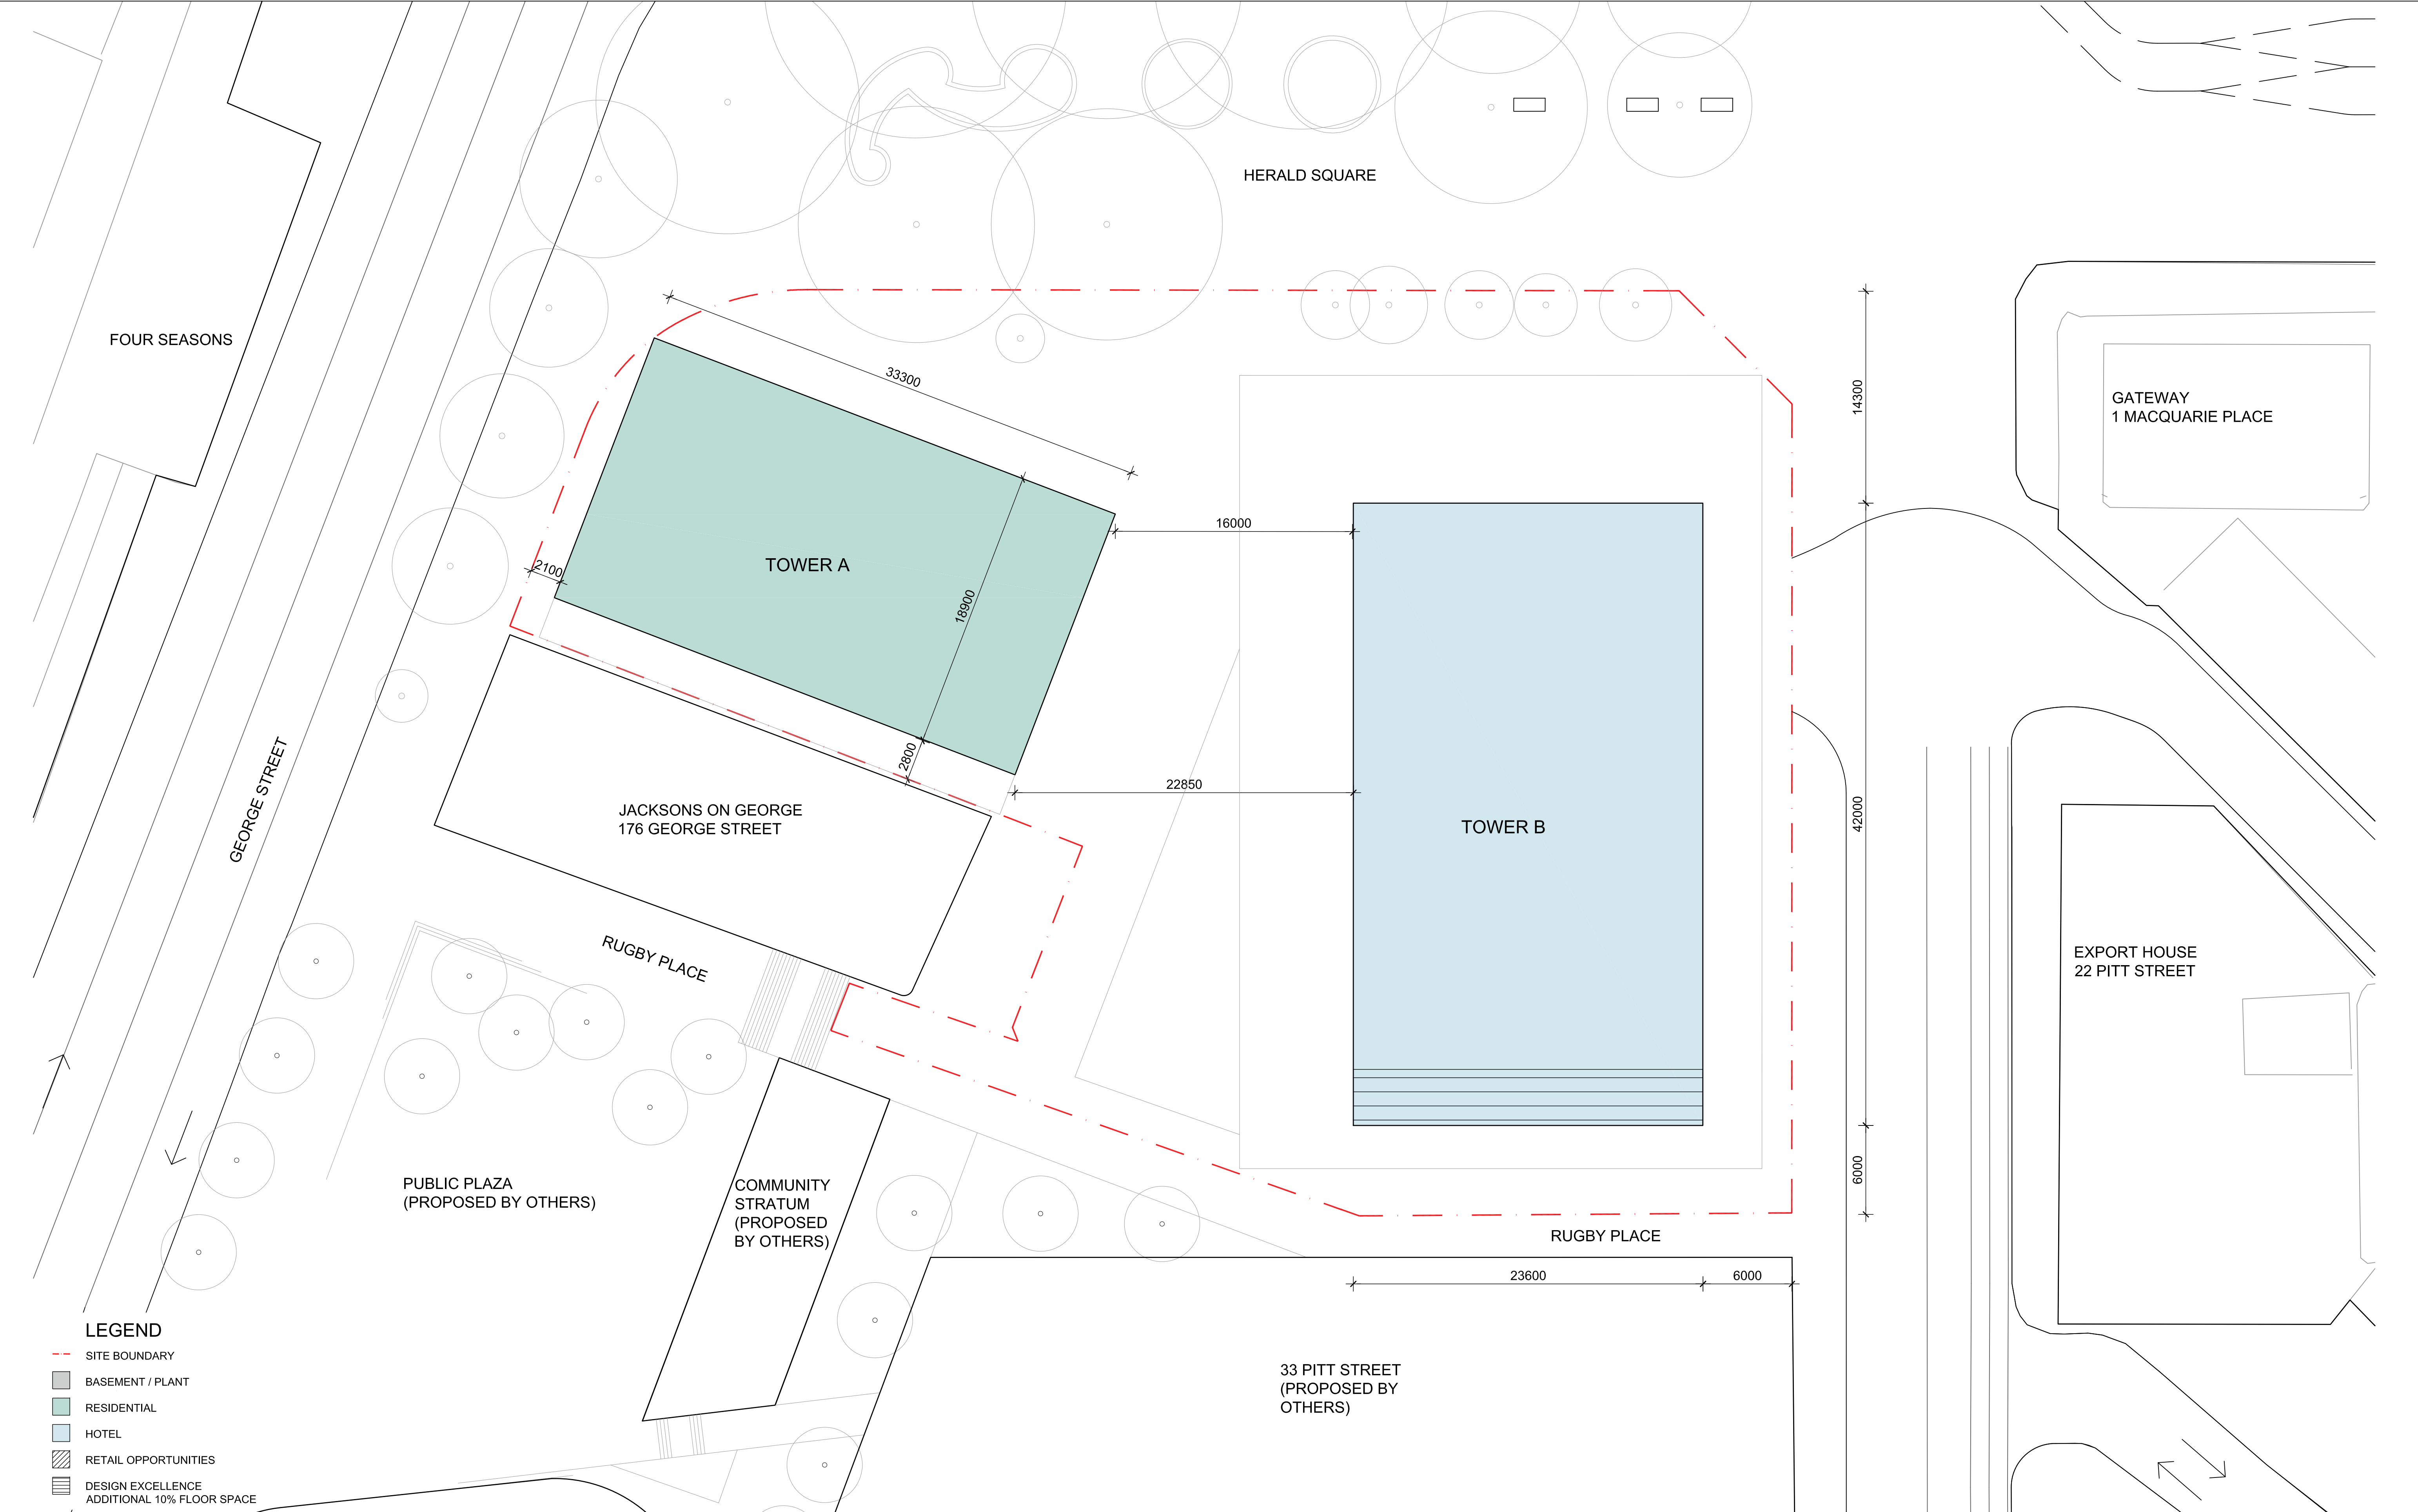 HERALD SQUARE
FOUR SEASONS
33300
14300
GATEWAY
1 MACQUARIE PLACE
16000
TOWER A
2100
18900
2800
22850
GEORGE STREET
JACKSONS ON GEORGE
176 GEORGE STREET
TOWER B
42000
RUGBY PLACE
EXPORT HOUSE
22 PITT STREET
PUBLIC PLAZA
(PROPOSED BY OTHERS)
COMMUNITY
STRATUM
(PROPOSED
BY OTHERS)
6000
RUGBY PLACE
23600
6000
33 PITT STREET
(PROPOSED BY
OTHERS)
LEGEND
SITE BOUNDARY
BASEMENT / PLANT
RESIDENTIAL
HOTEL
RETAIL OPPORTUNITIES
DESIGN EXCELLENCE
ADDITIONAL 10% FLOOR SPACE